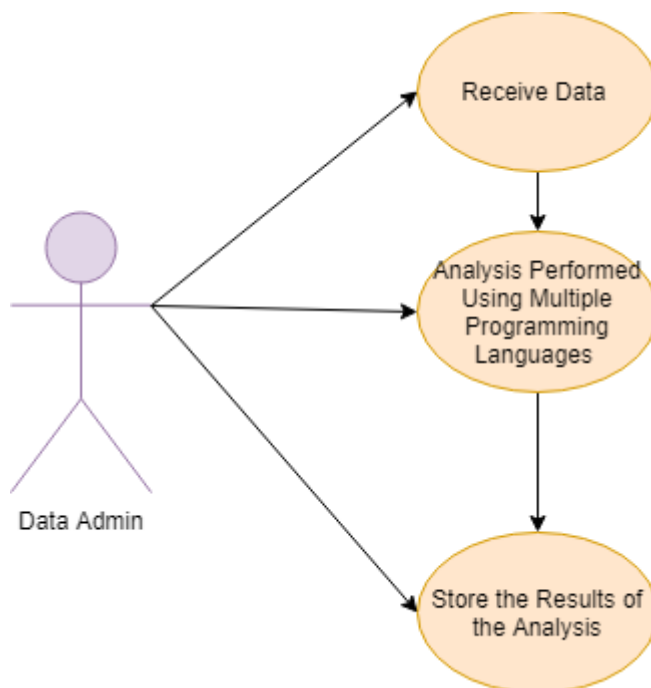 Receive Data
Analysis Performed
Using Multiple
Programming
Languages
Data Admin
Store the Results of
the Analysis